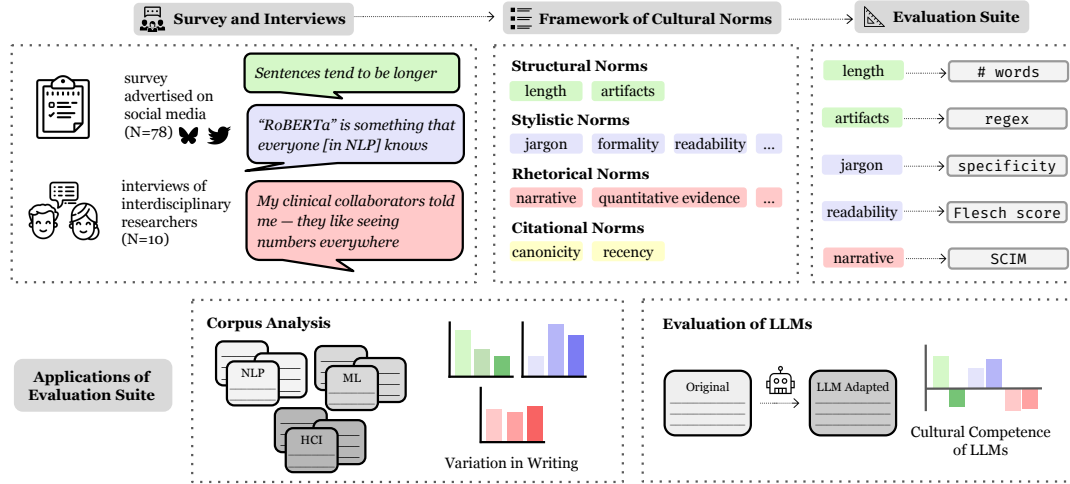 Survey and Interviews
Framework of Cultural Norms
Evaluation Suite
survey
advertised on
social media
(N=78)
interviews of
interdisciplinary
researchers
(N=10)
Sentences tend to be longer
“RoBERTa” is something that
everyone [in NLP] knows
My clinical collaborators told
me — they like seeing
numbers everywhere
Structural Norms
length artifacts
Stylistic Norms
jargon formality readability ...
Rhetorical Norms
narrative quantitative evidence ...
Citational Norms
canonicity recency
length # words
artifacts regex
jargon specificity
readability Flesch score
narrative SCIM
Applications of
Evaluation Suite
Corpus Analysis
NLP
ML
HCI
Variation in Writing
Evaluation of LLMs
Original
LLM Adapted
Cultural Competence
of LLMs